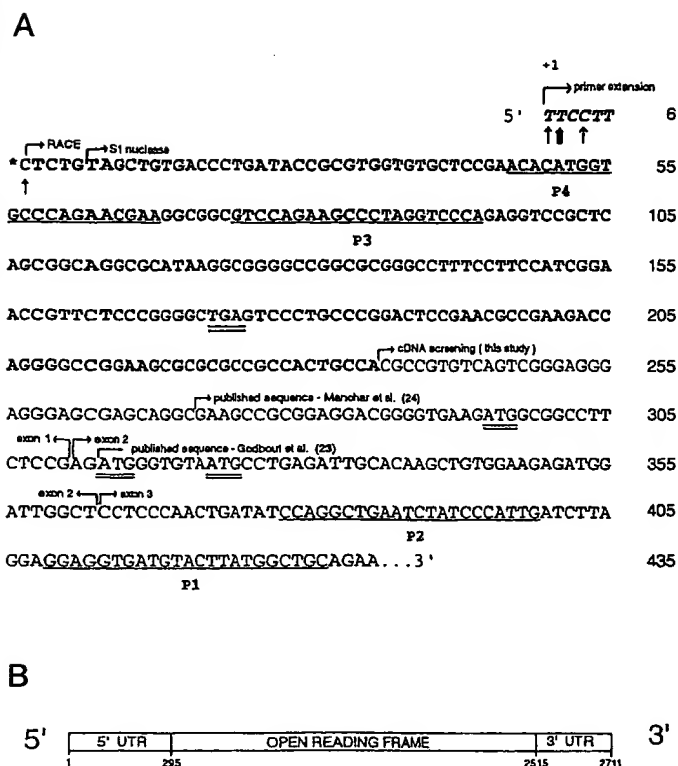 A
+1
primer extension
5' TTCCTT 6
RACE S1 nuclease
*CTCTGTAGCTGTGACCCTGATACCGCGTGGTGTGCTCCGAACACATGGT 55
P4
GCCCAGAACGAAGGCGGCGTCCAGAAGCCCTAGGTCCCAGAGGTCCGCTC 105
P3
AGCGGCAGGCGCATAAGGCGGGGCCGGCGCGGGCCTTTCCTTCCATCGGA 155
ACCGTTCTCCCGGGGCTGAGTCCCTGCCCGGACTCCGAACGCCGAAGACC 205
cDNA screening ( this study )
AGGGGCCGGAAGCGCGCGCCGCCACTGCCACGCCGTGTCAGTCGGGAGGG 255
published sequence - Manohar et al. (24)
AGGGAGCGAGCAGGCGAAGCCGCGGAGGACGGGGTGAAGATGGCGGCCTT 305
exon 1 exon 2 published sequence - Godbout et al. (23)
CTCCGAGATGGGTGTAATGCCTGAGATTGCACAAGCTGTGGAAGAGATGG 355
exon 2 exon 3
ATTGGCTCCTCCCAACTGATATCCAGGCTGAATCTATCCCATTGATCTTA 405
P2
GGAGGAGGTGATGTACTTATGGCTGCAGAA...3' 435
P1
B
5' 5' UTR OPEN READING FRAME 3' UTR 3'
1 295 2515 2711